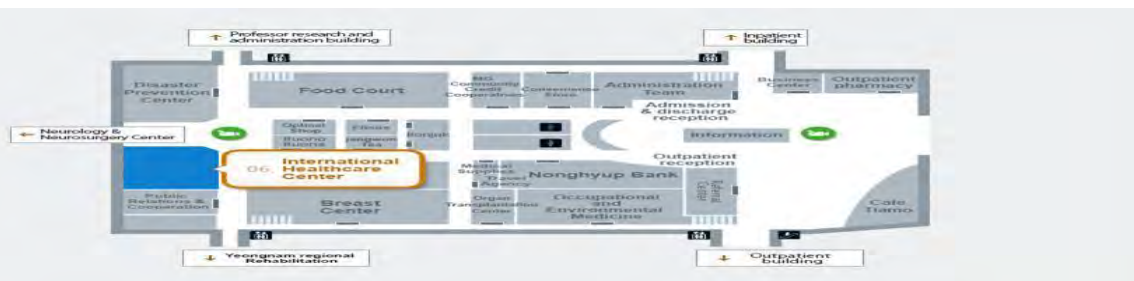 ↑ Professor research and
administration building
↑ Inpatient
building
Disaster
Prevention
Center
Food Court
NG
Community
Credit
Cooperatives
Convenience
Store
Administration
Team
Business
Center
Outpatient
pharmacy
Admission
& discharge
reception
← Neurology &
Neurosurgery Center
Optical
Shop
Information
Outpatient
reception
06. International
Healthcare
Center
Medical
Supplies
Travel
Agency
Nonghyup Bank
Referral
Center
Public
Relations &
Cooperation
Breast
Center
Organ
Transplantation
Center
Occupational
and
Environmental
Medicine
Cafe
Tiamo
↓ Yeongnam regional
Rehabilitation
↓ Outpatient
building